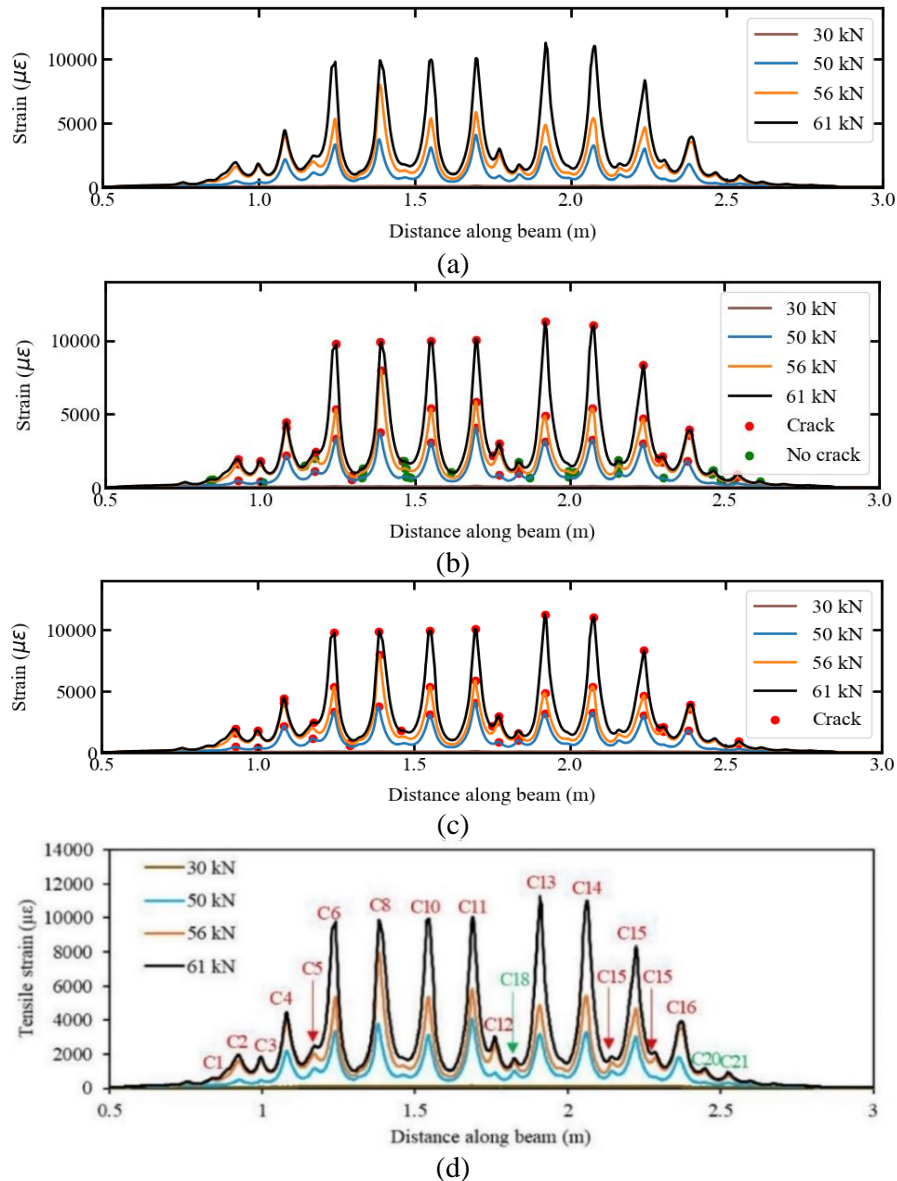 10000
5000
0
Strain (με)
30 kN
50 kN
56 kN
61 kN
0.5 1.0 1.5 2.0 2.5 3.0
Distance along beam (m)
(a)
10000
5000
0
Strain (με)
30 kN
50 kN
56 kN
61 kN
Crack
No crack
0.5 1.0 1.5 2.0 2.5 3.0
Distance along beam (m)
(b)
10000
5000
0
Strain (με)
30 kN
50 kN
56 kN
61 kN
Crack
0.5 1.0 1.5 2.0 2.5 3.0
Distance along beam (m)
(c)
14000
12000
10000
8000
6000
4000
2000
0
Tensile strain (με)
30 kN
50 kN
56 kN
61 kN
C1
C2
C3
C4
C5
C6
C8
C10
C11
C12
C18
C13
C14
C15
C15
C15
C16
C20
C21
0.5 1 1.5 2 2.5 3
Distance along beam (m)
(d)